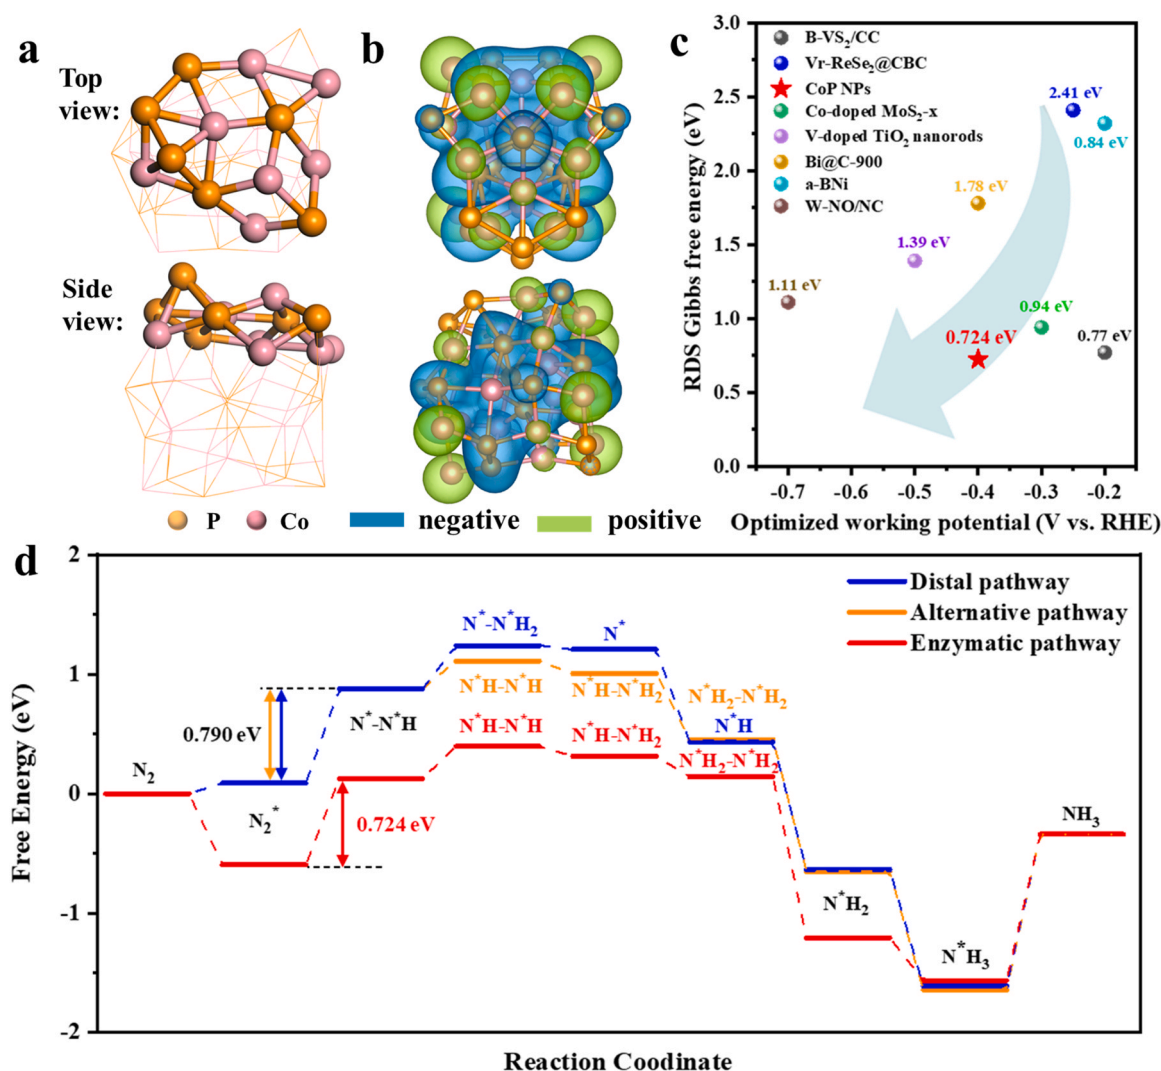 a
Top
view:
Side
view:
P
Co
b
negative
positive
c
RDS Gibbs free energy (eV)
3.0
2.5
2.0
1.5
1.0
0.5
0.0
B-VS₂/CC
Vr-ReSe₂@CBC
CoP NPs
Co-doped MoS₂-x
V-doped TiO₂ nanorods
Bi@C-900
a-BNi
W-NO/NC
2.41 eV
0.84 eV
1.78 eV
1.39 eV
1.11 eV
0.94 eV
0.724 eV
0.77 eV
-0.7
-0.6
-0.5
-0.4
-0.3
-0.2
Optimized working potential (V vs. RHE)
d
Free Energy (eV)
2
1
0
-1
-2
Distal pathway
Alternative pathway
Enzymatic pathway
N₂
N₂*
0.790 eV
0.724 eV
N*-N*H
N*-N*H₂
N*H-N*H
N*H-N*H
N*
N*H-N*H₂
N*H-N*H₂
N*H₂-N*H₂
N*H
N*H₂-N*H₂
N*H₂
N*H₃
NH₃
Reaction Coodinate